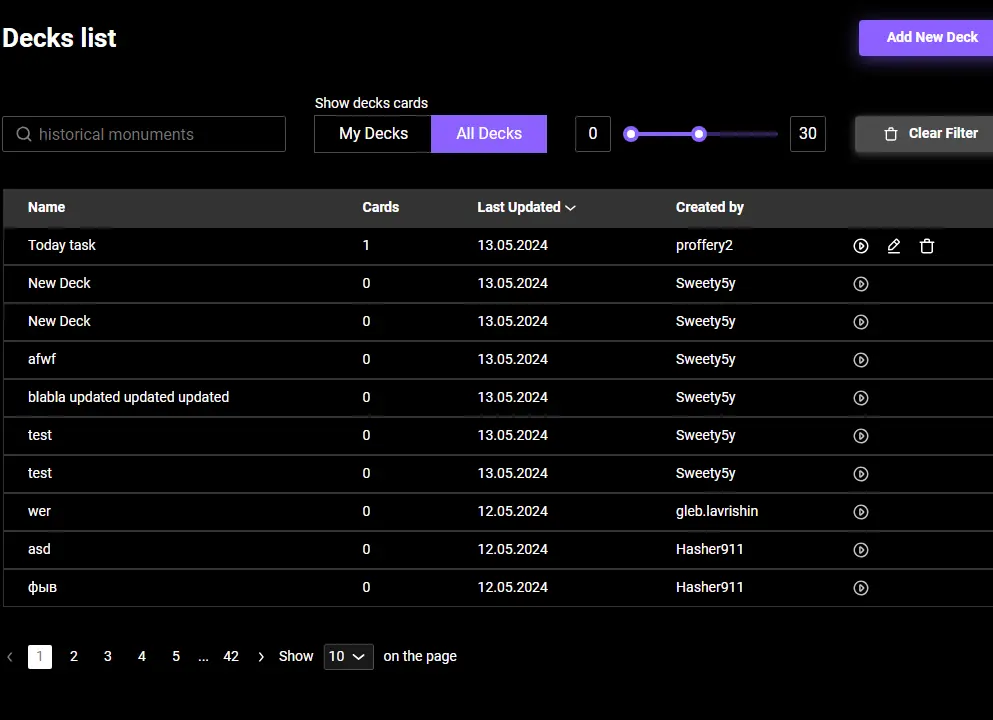 Decks list
Add New Deck
Show decks cards
historical monuments
My Decks All Decks 0 30 Clear Filter
Name Cards Last Updated Created by
Today task 1 13.05.2024 proffery2
New Deck 0 13.05.2024 Sweety5y
New Deck 0 13.05.2024 Sweety5y
afwf 0 13.05.2024 Sweety5y
blabla updated updated updated 0 13.05.2024 Sweety5y
test 0 13.05.2024 Sweety5y
test 0 13.05.2024 Sweety5y
wer 0 12.05.2024 gleb.lavrishin
asd 0 12.05.2024 Hasher911
фыв 0 12.05.2024 Hasher911
1 2 3 4 5 ... 42 Show 10 on the page